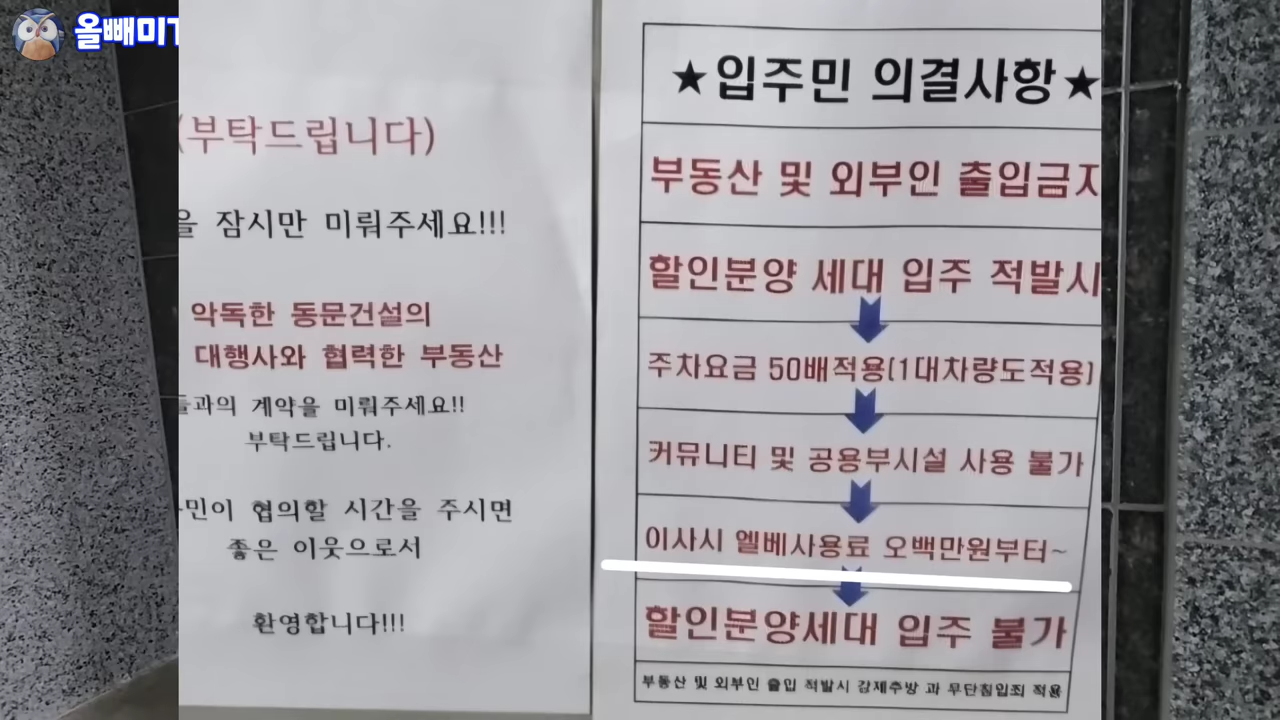 올빼미
(부탁드립니다)
을 잠시만 미뤄주세요!!!
악독한 동문건설의
대행사와 협력한 부동산
들과의 계약을 미뤄주세요!!
부탁드립니다.
민이 협의할 시간을 주시면
좋은 이웃으로서
환영합니다!!!
★입주민 의결사항★
부동산 및 외부인 출입금지
할인분양 세대 입주 적발시
주차요금 50배적용(1대차량도적용)
커뮤니티 및 공용부시설 사용 불가
이사시 엘베사용료 오백만원부터~
할인분양세대 입주 불가
부동산 및 외부인 출입 적발시 강제추방 과 무단침입죄 적용